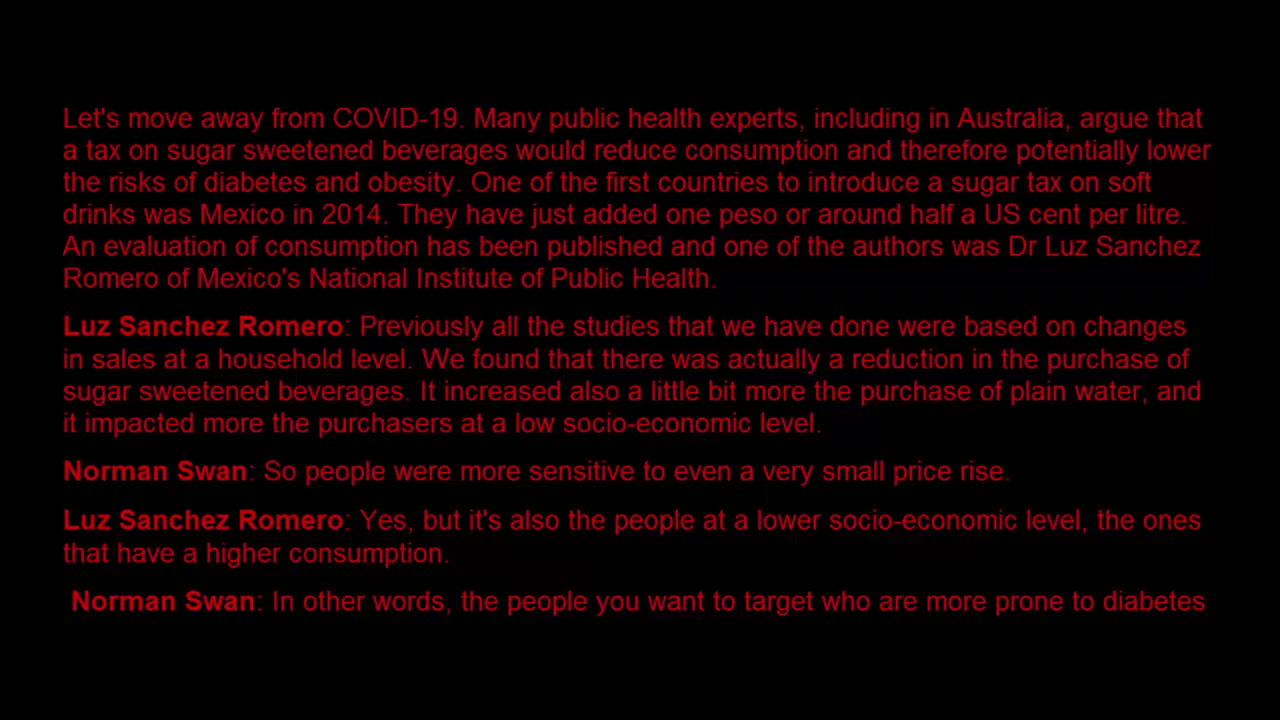 Let's move away from COVID-19. Many public health experts, including in Australia, argue that
a tax on sugar sweetened beverages would reduce consumption and therefore potentially lower
the risks of diabetes and obesity. One of the first countries to introduce a sugar tax on soft
drinks was Mexico in 2014. They have just added one peso or around half a US cent per litre.
An evaluation of consumption has been published and one of the authors was Dr Luz Sanchez
Romero of Mexico's National Institute of Public Health.
Luz Sanchez Romero: Previously all the studies that we have done were based on changes
in sales at a household level. We found that there was actually a reduction in the purchase of
sugar sweetened beverages. It increased also a little bit more the purchase of plain water, and
it impacted more the purchasers at a low socio-economic level.
Norman Swan: So people were more sensitive to even a very small price rise.
Luz Sanchez Romero: Yes, but it's also the people at a lower socio-economic level, the ones
that have a higher consumption.
Norman Swan: In other words, the people you want to target who are more prone to diabetes